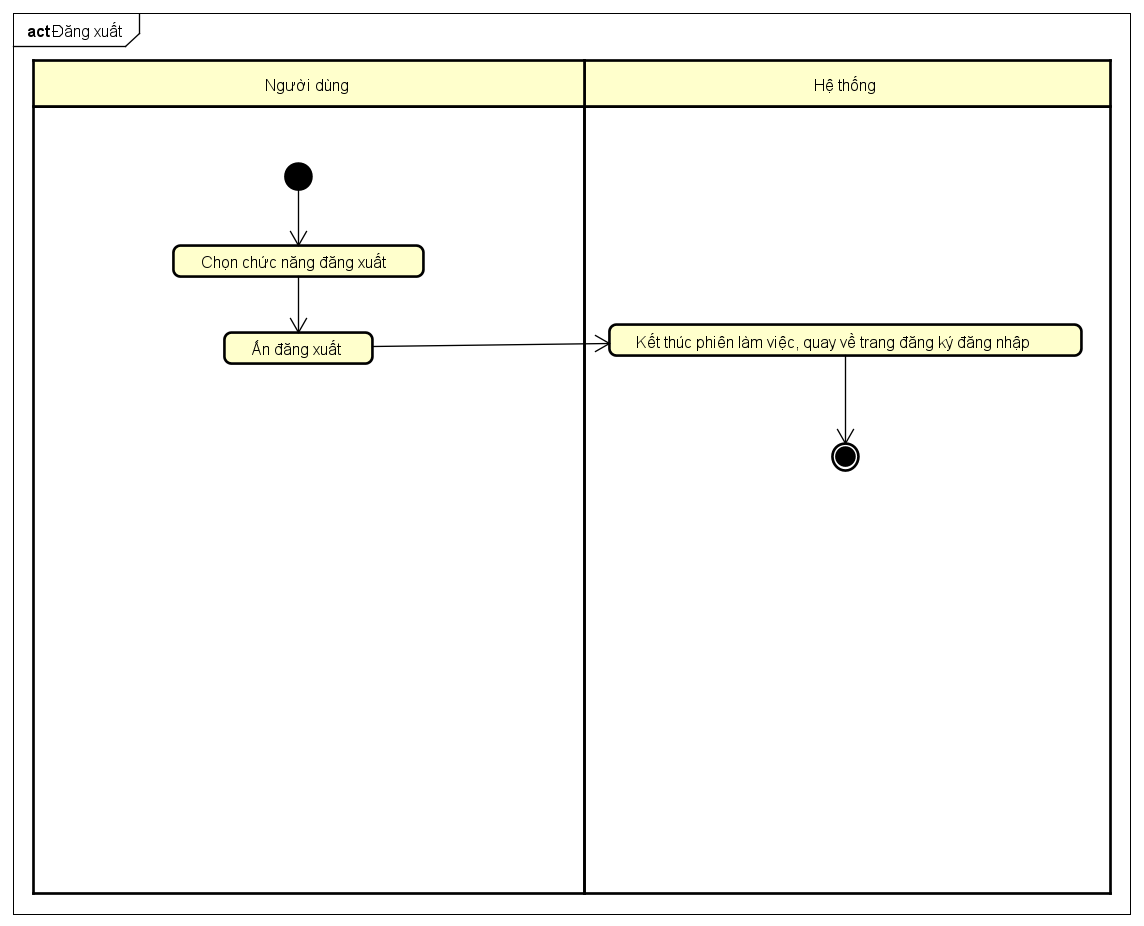 act Đăng xuất
Người dùng
Hệ thống
Chọn chức năng đăng xuất
Ấn đăng xuất
Kết thúc phiên làm việc, quay về trang đăng ký đăng nhập